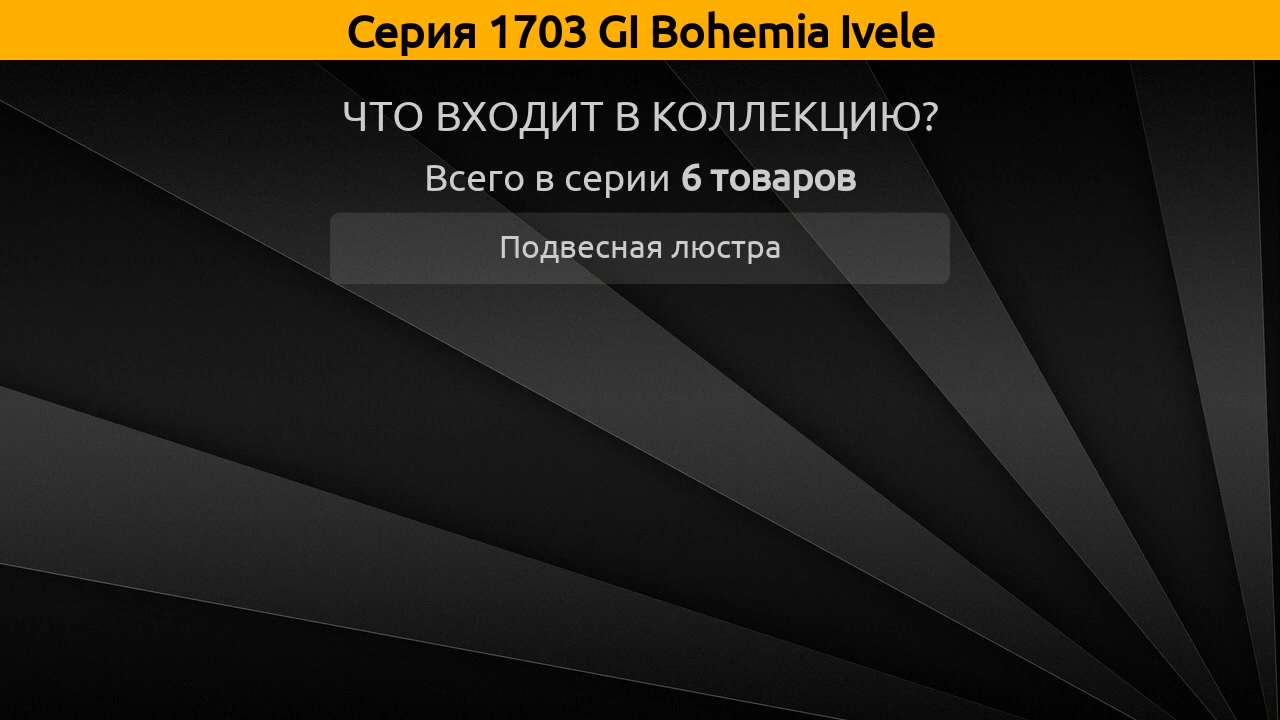 Серия 1703 GI Bohemia Ivele
ЧТО ВХОДИТ В КОЛЛЕКЦИЮ?
Всего в серии 6 товаров
Подвесная люстра